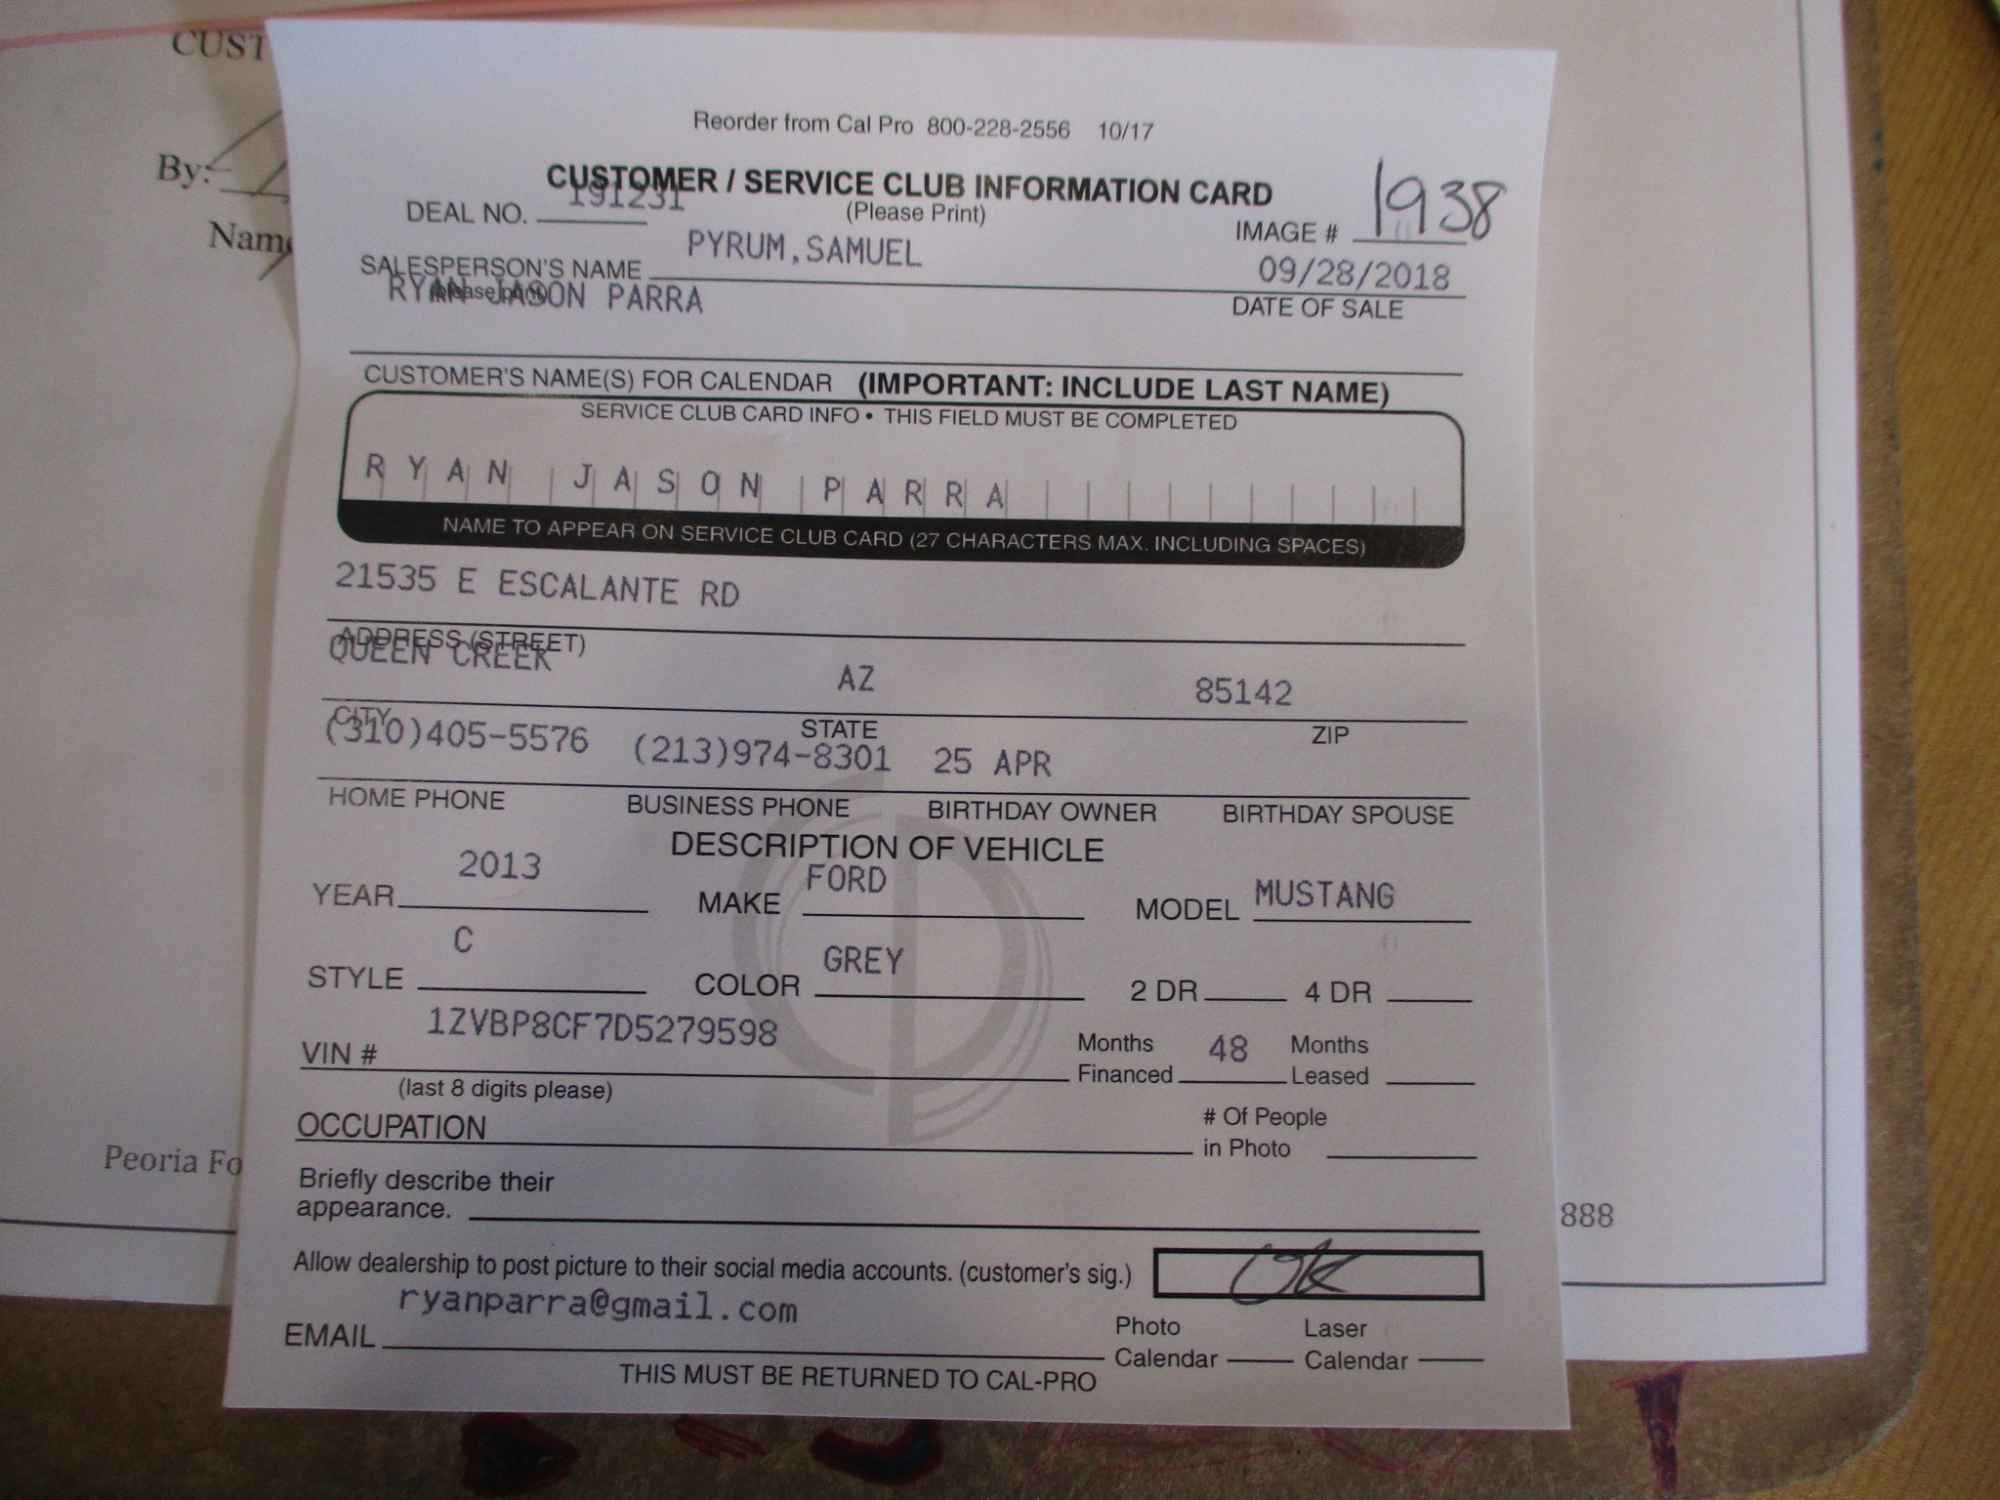 CUST
By:
Name
Peoria Fo
888
Reorder from Cal Pro 800-228-2556 10/17
CUSTOMER / SERVICE CLUB INFORMATION CARD
(Please Print)
DEAL NO. 191231
IMAGE # 1938
SALESPERSON'S NAME PYRUM,SAMUEL
(please print)
09/28/2018
DATE OF SALE
RYAN JASON PARRA
CUSTOMER'S NAME(S) FOR CALENDAR (IMPORTANT: INCLUDE LAST NAME)
SERVICE CLUB CARD INFO • THIS FIELD MUST BE COMPLETED
RYAN JASON PARRA
NAME TO APPEAR ON SERVICE CLUB CARD (27 CHARACTERS MAX. INCLUDING SPACES)
21535 E ESCALANTE RD
ADDRESS (STREET)
QUEEN CREEK AZ 85142
CITY STATE ZIP
(310)405-5576 (213)974-8301 25 APR
HOME PHONE BUSINESS PHONE BIRTHDAY OWNER BIRTHDAY SPOUSE
DESCRIPTION OF VEHICLE
YEAR 2013 MAKE FORD MODEL MUSTANG
STYLE C COLOR GREY 2 DR 4 DR
VIN # 1ZVBP8CF7D5279598
(last 8 digits please)
Months Financed 48 Months Leased
OCCUPATION
# Of People in Photo
Briefly describe their
appearance.
Allow dealership to post picture to their social media accounts. (customer's sig.) OK
EMAIL ryanparra@gmail.com
Photo Calendar Laser Calendar
THIS MUST BE RETURNED TO CAL-PRO